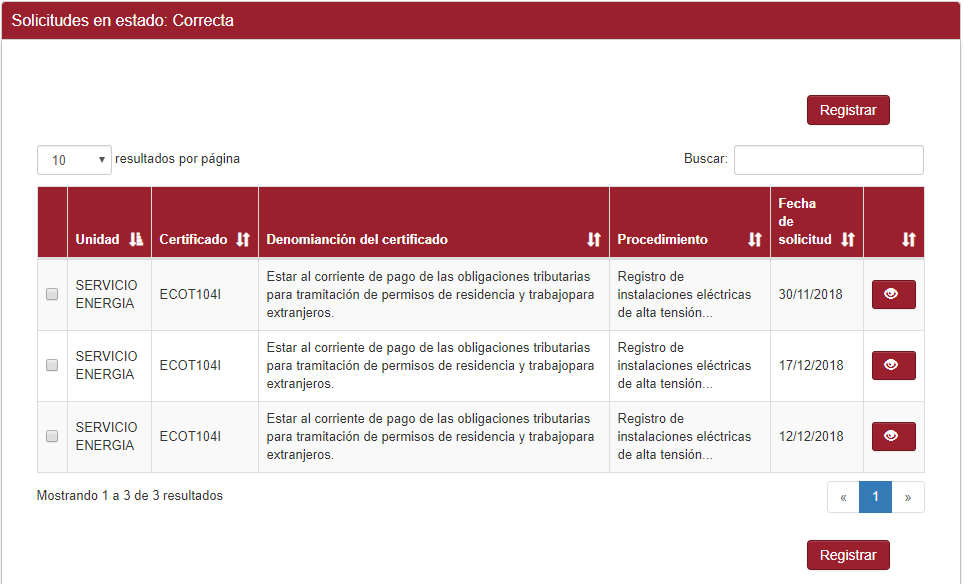 Solicitudes en estado: Correcta
Registrar
10 resultados por página Buscar:
Unidad Certificado Denomianción del certificado Procedimiento Fecha
de
solicitud
SERVICIO
ENERGIA
ECOT104I
Estar al corriente de pago de las obligaciones tributarias
para tramitación de permisos de residencia y trabajopara
extranjeros.
Registro de
instalaciones eléctricas
de alta tensión...
30/11/2018
SERVICIO
ENERGIA
ECOT104I
Estar al corriente de pago de las obligaciones tributarias
para tramitación de permisos de residencia y trabajopara
extranjeros.
Registro de
instalaciones eléctricas
de alta tensión...
17/12/2018
SERVICIO
ENERGIA
ECOT104I
Estar al corriente de pago de las obligaciones tributarias
para tramitación de permisos de residencia y trabajopara
extranjeros.
Registro de
instalaciones eléctricas
de alta tensión...
12/12/2018
Mostrando 1 a 3 de 3 resultados
« 1 »
Registrar